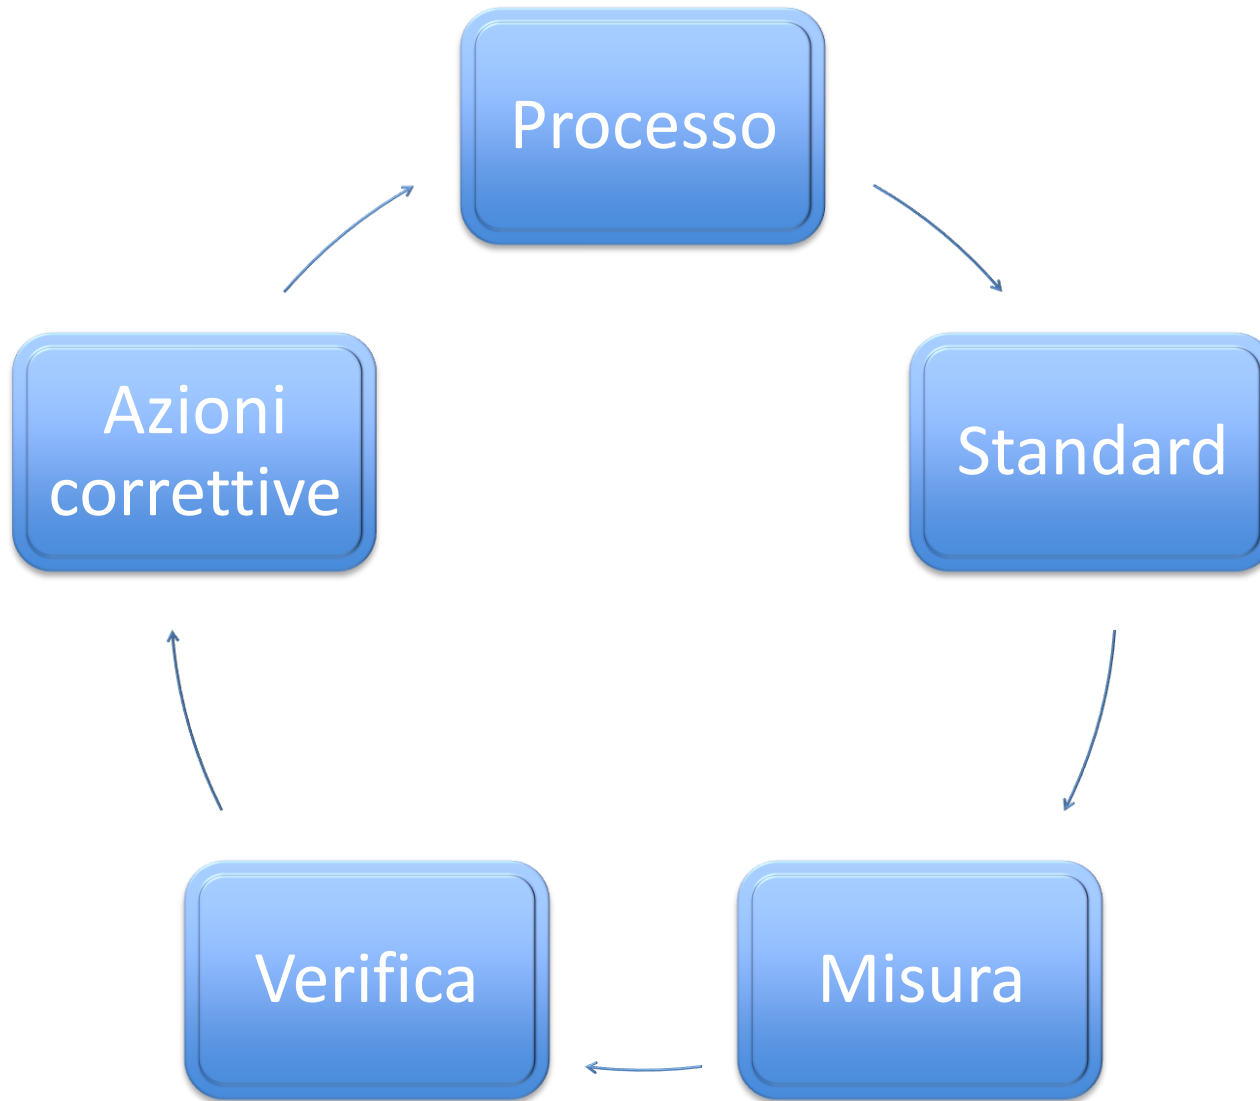 Processo
Standard
Misura
Verifica
Azioni
correttive